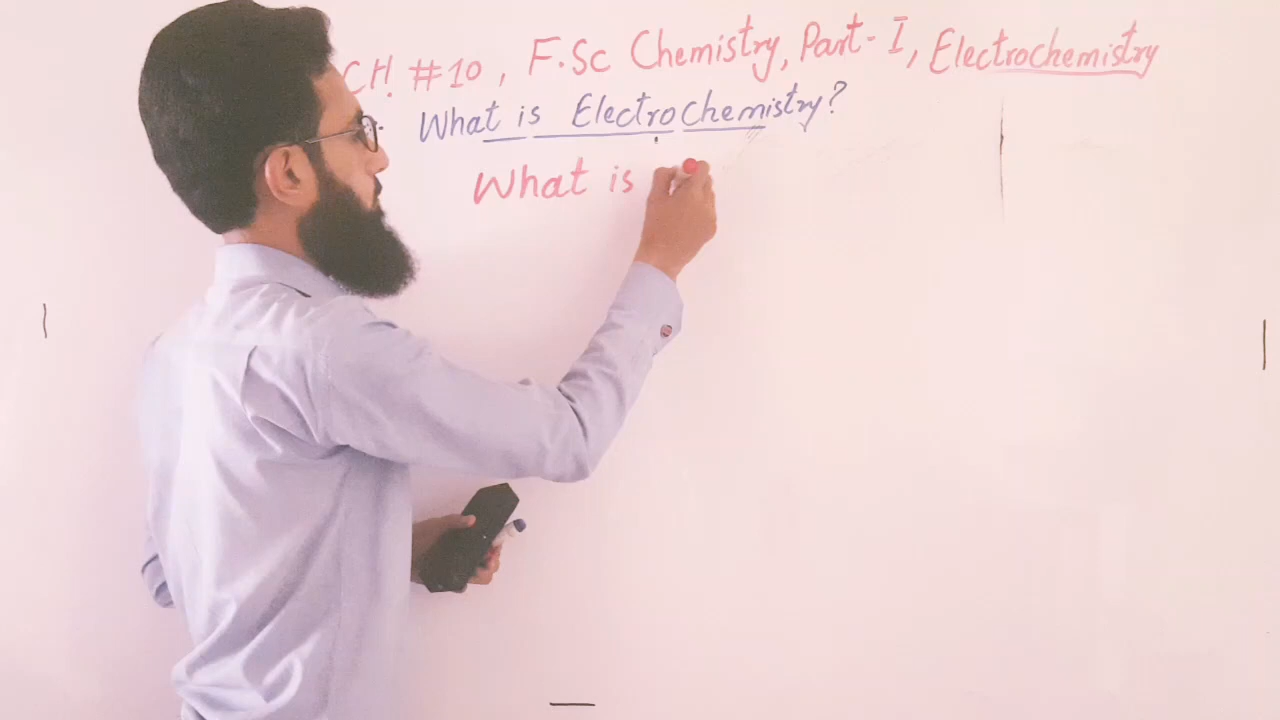 CH! #10, F.Sc Chemistry, Part-I, Electrochemistry
What is Electrochemistry?
What is